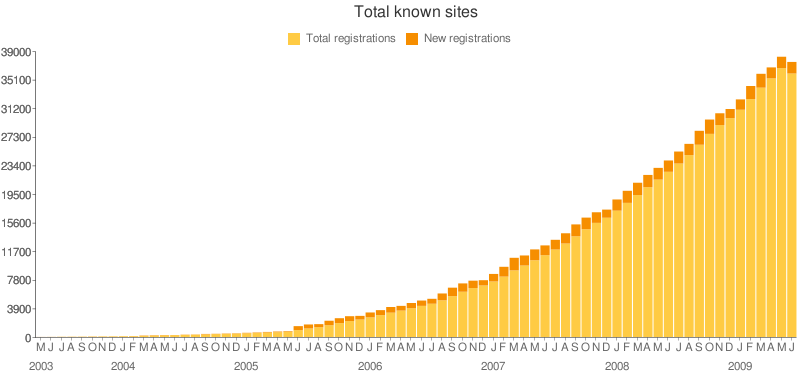 Total known sites
Total registrations New registrations
39000
35100
31200
27300
23400
19500
15600
11700
7800
3900
0
M J J A S O N D J F M A M J J A S O N D J F M A M J J A S O N D J F M A M J J A S O N D J F M A M J J A S O N D J F M A M J J A S O N D J F M A M J
2003 2004 2005 2006 2007 2008 2009